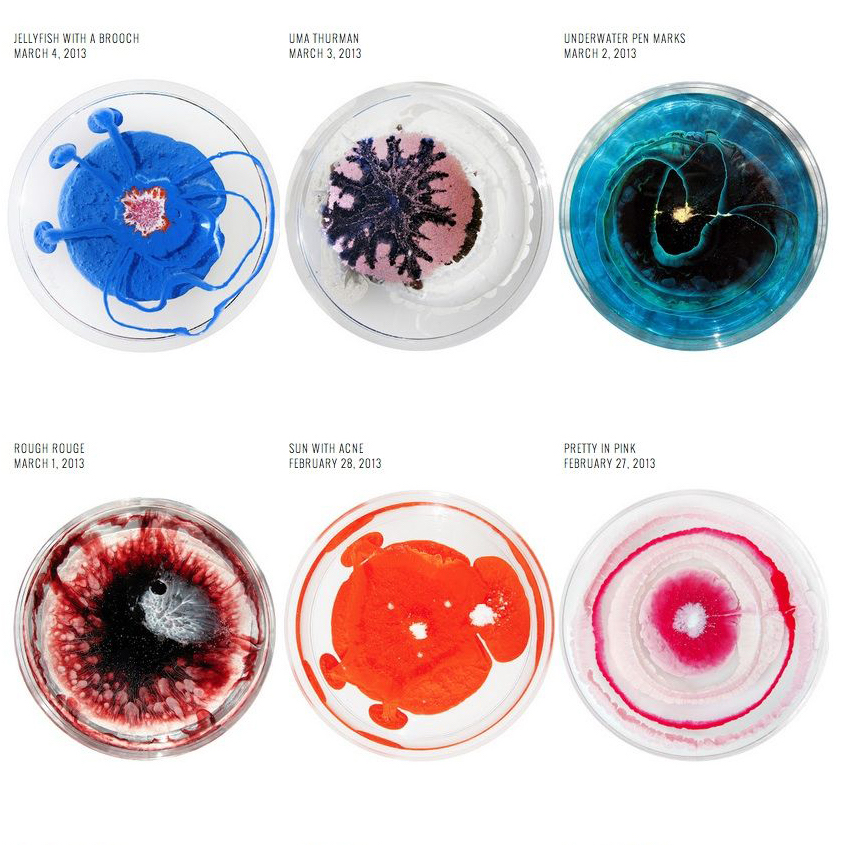 JELLYFISH WITH A BROOCH
MARCH 4, 2013
UMA THURMAN
MARCH 3, 2013
UNDERWATER PEN MARKS
MARCH 2, 2013
ROUGH ROUGE
MARCH 1, 2013
SUN WITH ACNE
FEBRUARY 28, 2013
PRETTY IN PINK
FEBRUARY 27, 2013